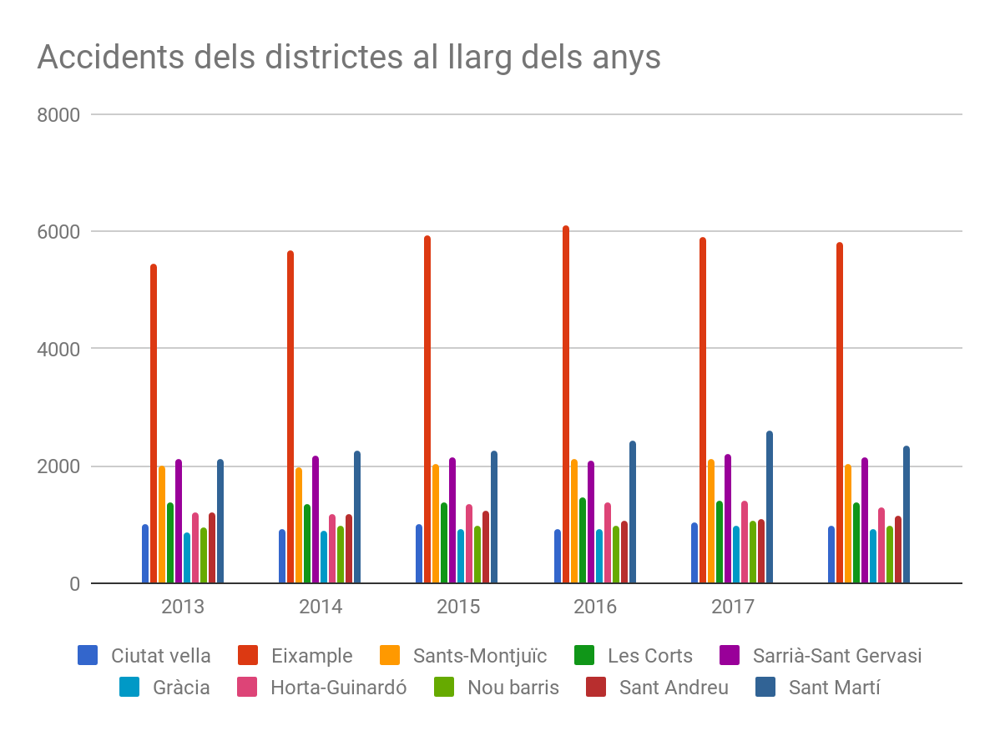 Accidents dels districtes al llarg dels anys
8000
6000
4000
2000
0
2013 2014 2015 2016 2017
Ciutat vella Eixample Sants-Montjuïc Les Corts Sarrià-Sant Gervasi
Gràcia Horta-Guinardó Nou barris Sant Andreu Sant Martí